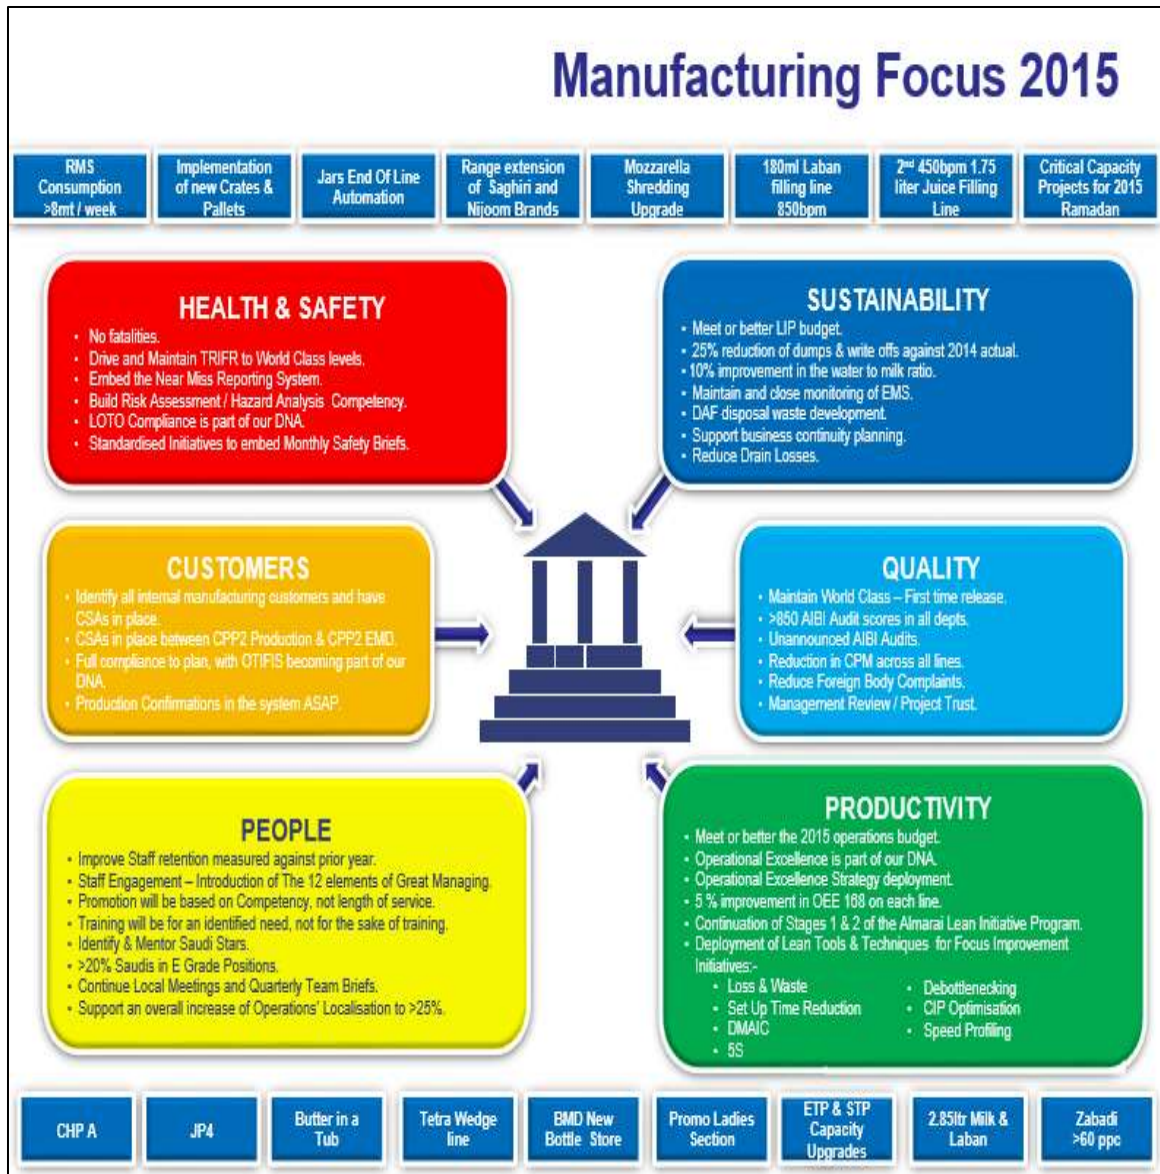 Manufacturing Focus 2015
RMS
Consumption
>8mt / week
Implementation
of new Crates &
Pallets
Jars End Of Line
Automation
Range extension
of Saghiri and
Nijoom Brands
Mozzarella
Shredding
Upgrade
180ml Laban
filling line
850bpm
2nd 450bpm 1.75
liter Juice Filling
Line
Critical Capacity
Projects for 2015
Ramadan
HEALTH & SAFETY
• No fatalities.
• Drive and Maintain TRIFR to World Class levels.
• Embed the Near Miss Reporting System.
• Build Risk Assessment / Hazard Analysis Competency.
• LOTO Compliance is part of our DNA.
• Standardised Initiatives to embed Monthly Safety Briefs.
SUSTAINABILITY
• Meet or better LIP budget.
• 25% reduction of dumps & write offs against 2014 actual.
• 10% improvement in the water to milk ratio.
• Maintain and close monitoring of EMS.
• DAF disposal waste development.
• Support business continuity planning.
• Reduce Drain Losses.
CUSTOMERS
• Identify all internal manufacturing customers and have
CSAs in place.
• CSAs in place between CPP2 Production & CPP2 EMD.
• Full compliance to plan, with OTIFIS becoming part of our
DNA.
• Production Confirmations in the system ASAP.
QUALITY
• Maintain World Class – First time release.
• >850 AIBI Audit scores in all depts.
• Unannounced AIBI Audits.
• Reduction in CPM across all lines.
• Reduce Foreign Body Complaints.
• Management Review / Project Trust.
PEOPLE
• Improve Staff retention measured against prior year.
• Staff Engagement – Introduction of The 12 elements of Great Managing.
• Promotion will be based on Competency, not length of service.
• Training will be for an identified need, not for the sake of training.
• Identify & Mentor Saudi Stars.
• >20% Saudis in E Grade Positions.
• Continue Local Meetings and Quarterly Team Briefs.
• Support an overall increase of Operations' Localisation to >25%.
PRODUCTIVITY
• Meet or better the 2015 operations budget.
• Operational Excellence is part of our DNA.
• Operational Excellence Strategy deployment.
• 5 % improvement in OEE 168 on each line.
• Continuation of Stages 1 & 2 of the Almarai Lean Initiative Program.
• Deployment of Lean Tools & Techniques for Focus Improvement
Initiatives:-
• Loss & Waste
• Set Up Time Reduction
• DMAIC
• 5S
• Debottlenecking
• CIP Optimisation
• Speed Profiling
CHP A
JP4
Butter in a
Tub
Tetra Wedge
line
BMD New
Bottle Store
Promo Ladies
Section
ETP & STP
Capacity
Upgrades
2.85ltr Milk &
Laban
Zabadi
>60 ppc